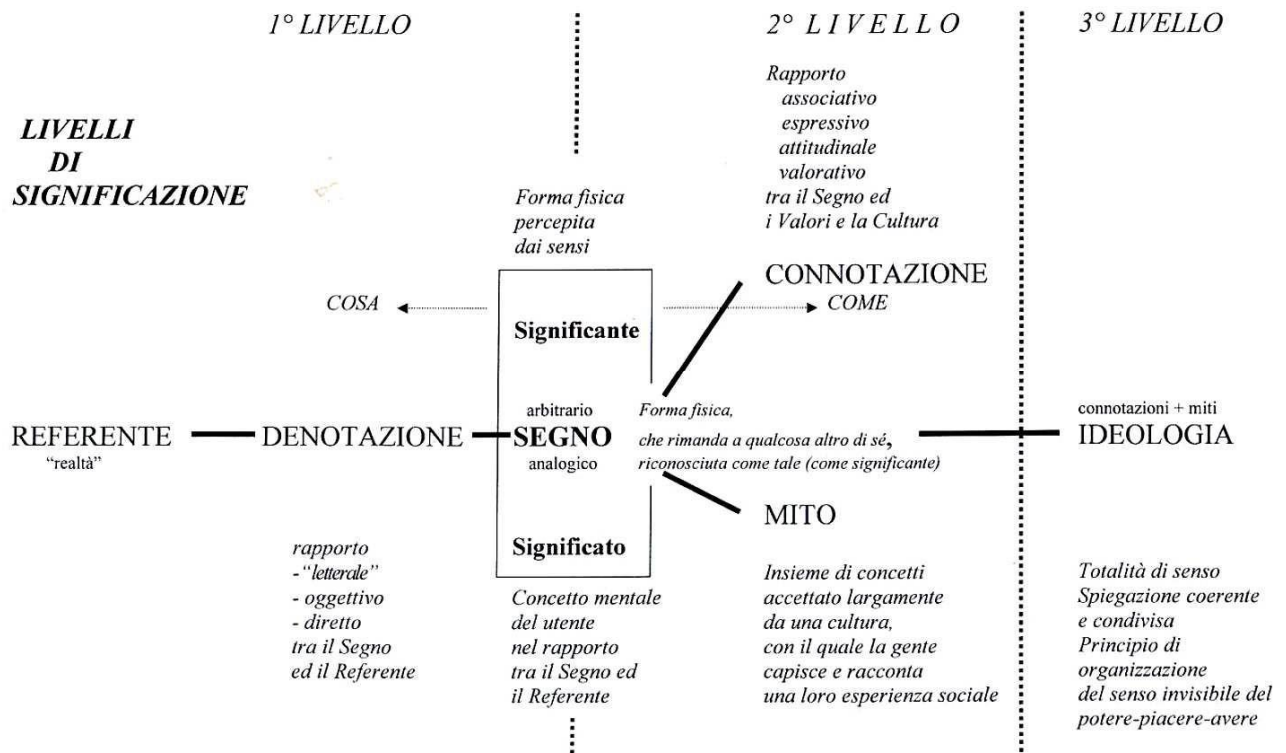 1° LIVELLO
2° LIVELLO
3° LIVELLO
LIVELLI
DI
SIGNIFICAZIONE
Rapporto
associativo
espressivo
attitudinale
valorativo
tra il Segno ed
i Valori e la Cultura
Forma fisica
percepita
dai sensi
CONNOTAZIONE
COSA
COME
Significante
REFERENTE
"realtà"
DENOTAZIONE
arbitrario
SEGNO
analogico
Forma fisica,
che rimanda a qualcosa altro di sé,
riconosciuta come tale (come significante)
connotazioni + miti
IDEOLOGIA
MITO
Significato
rapporto
-"letterale"
- oggettivo
- diretto
tra il Segno
ed il Referente
Concetto mentale
del utente
nel rapporto
tra il Segno ed
il Referente
Insieme di concetti
accettato largamente
da una cultura,
con il quale la gente
capisce e racconta
una loro esperienza sociale
Totalità di senso
Spiegazione coerente
e condivisa
Principio di
organizzazione
del senso invisibile del
potere-piacere-avere